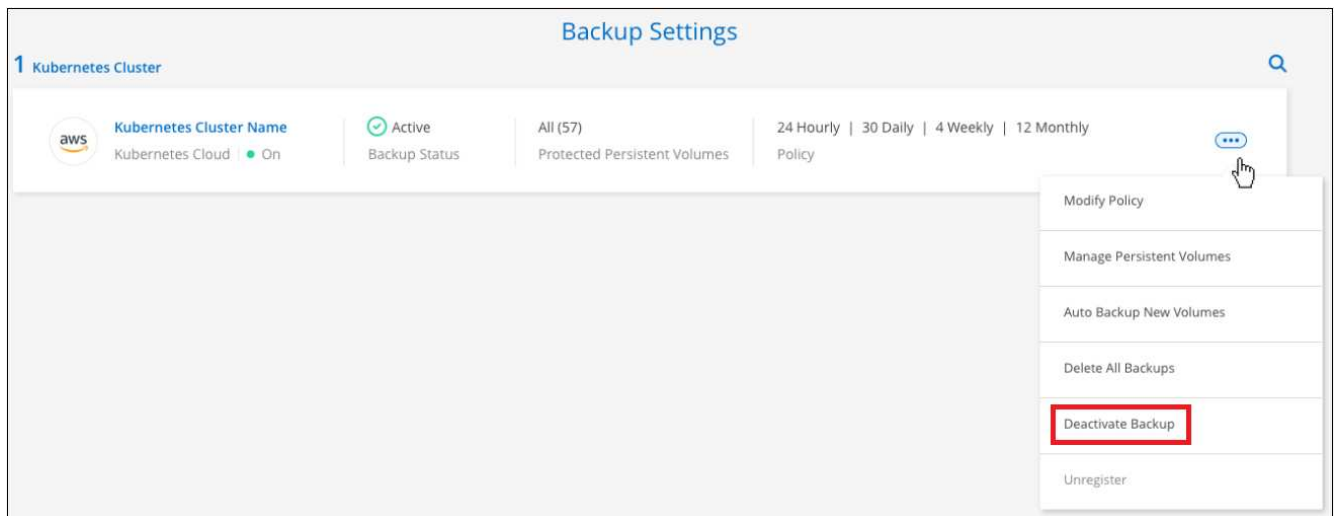 Backup Settings
1 Kubernetes Cluster
aws
Kubernetes Cluster Name
Kubernetes Cloud | On
Active
Backup Status
All (57)
Protected Persistent Volumes
24 Hourly | 30 Daily | 4 Weekly | 12 Monthly
Policy
Modify Policy
Manage Persistent Volumes
Auto Backup New Volumes
Delete All Backups
Deactivate Backup
Unregister